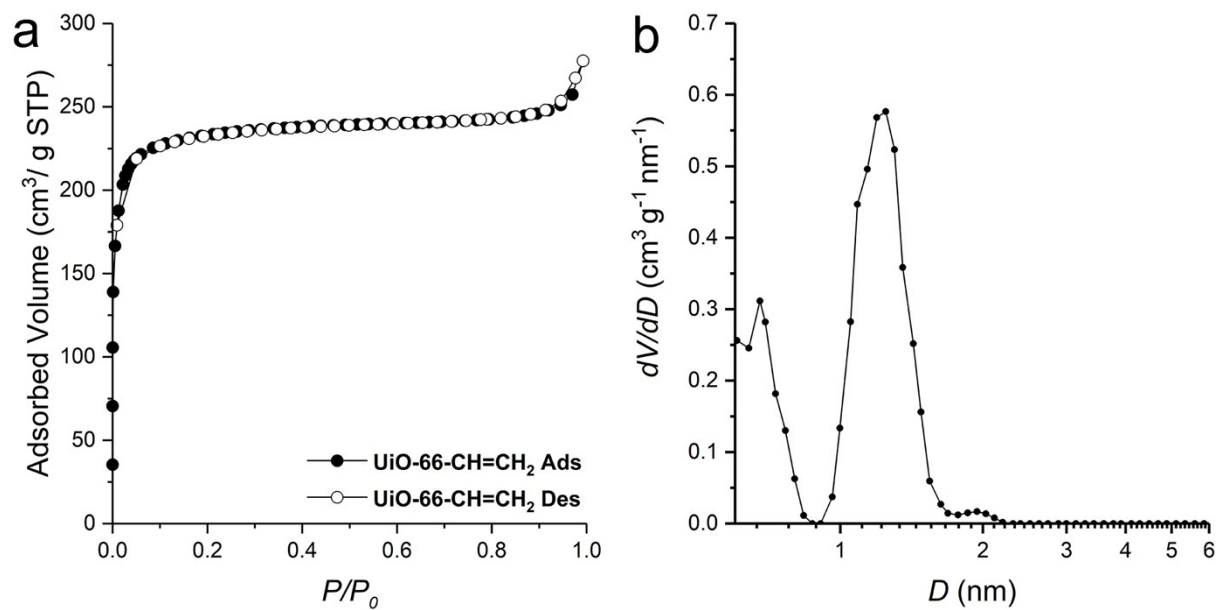 a
300
250
200
150
100
50
0
Adsorbed Volume (cm³/ g STP)
UiO-66-CH=CH₂ Ads
UiO-66-CH=CH₂ Des
0.0 0.2 0.4 0.6 0.8 1.0
P/P₀
b
0.7
0.6
0.5
0.4
0.3
0.2
0.1
0.0
dV/dD (cm³ g⁻¹ nm⁻¹)
1 2 3 4 5 6
D (nm)